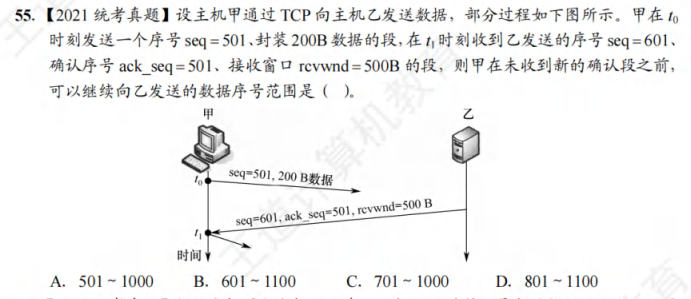 55. 【2021 统考真题】设主机甲通过 TCP 向主机乙发送数据，部分过程如下图所示。甲在 t₀
时刻发送一个序号 seq = 501、封装 200B 数据的段，在 t₁ 时刻收到乙发送的序号 seq = 601、
确认序号 ack_seq = 501、接收窗口 rcvwnd = 500B 的段，则甲在未收到新的确认段之前，
可以继续向乙发送的数据序号范围是（ ）。
甲
乙
seq=501, 200 B数据
t₀
seq=601, ack_seq=501, rcvwnd=500 B
t₁
时间
A. 501 ~ 1000 B. 601 ~ 1100 C. 701 ~ 1000 D. 801 ~ 1100